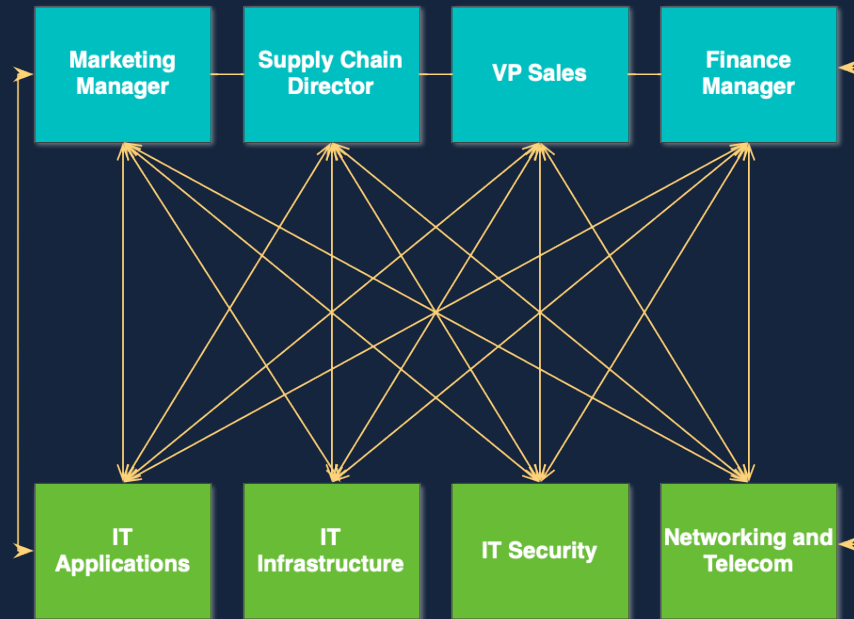 Marketing
Manager
Supply Chain
Director
VP Sales
Finance
Manager
IT
Applications
IT
Infrastructure
IT Security
Networking and
Telecom